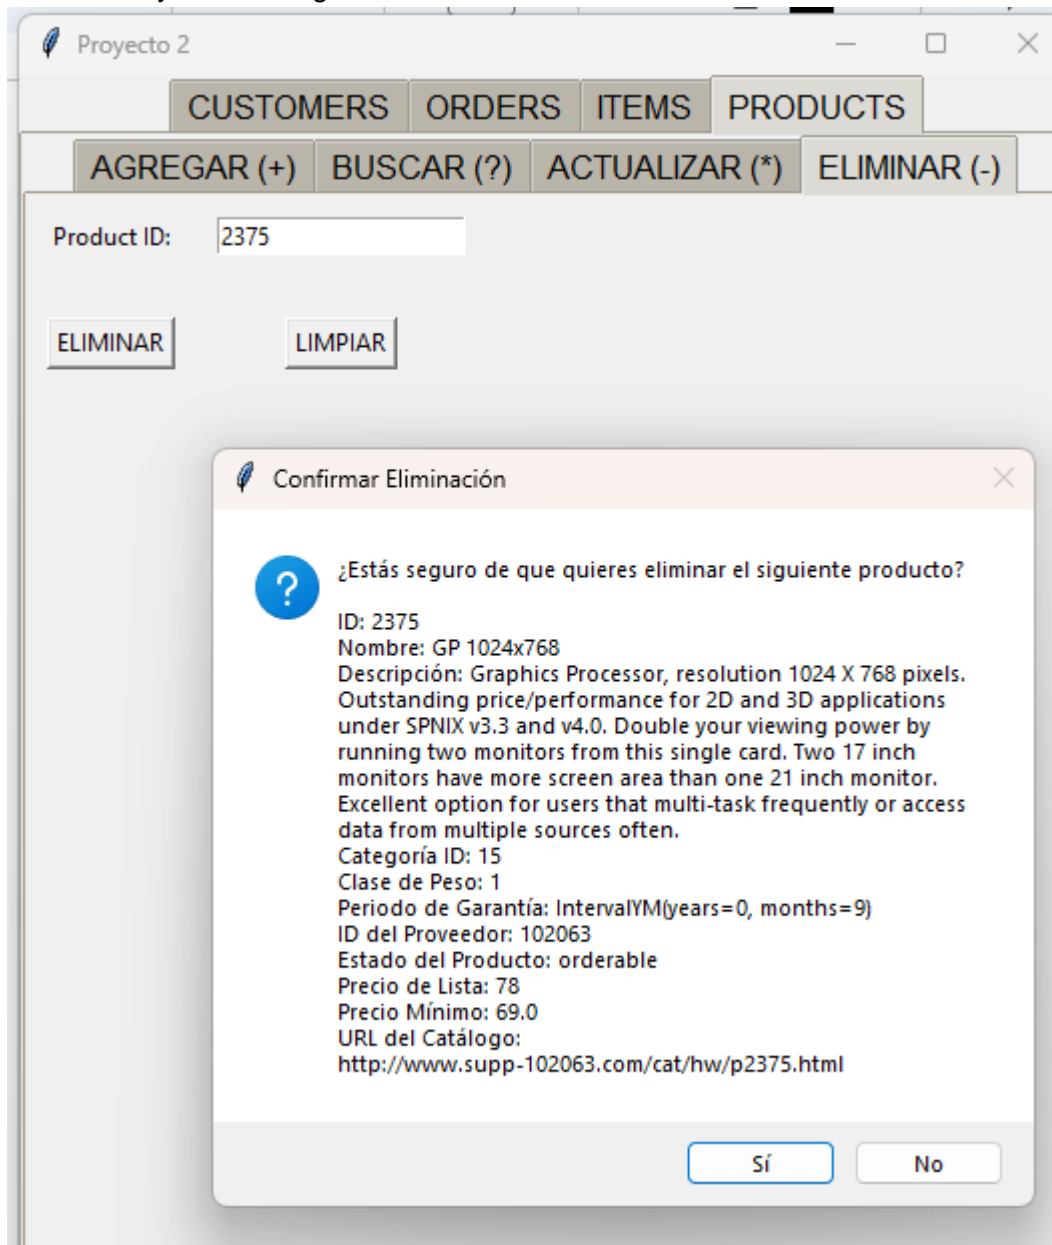 Proyecto 2
CUSTOMERS ORDERS ITEMS PRODUCTS
AGREGAR (+) BUSCAR (?) ACTUALIZAR (*) ELIMINAR (-)
Product ID: 2375
ELIMINAR LIMPIAR
Confirmar Eliminación
¿Estás seguro de que quieres eliminar el siguiente producto?
ID: 2375
Nombre: GP 1024x768
Descripción: Graphics Processor, resolution 1024 X 768 pixels.
Outstanding price/performance for 2D and 3D applications
under SPNIX v3.3 and v4.0. Double your viewing power by
running two monitors from this single card. Two 17 inch
monitors have more screen area than one 21 inch monitor.
Excellent option for users that multi-task frequently or access
data from multiple sources often.
Categoría ID: 15
Clase de Peso: 1
Periodo de Garantía: IntervalYM(years=0, months=9)
ID del Proveedor: 102063
Estado del Producto: orderable
Precio de Lista: 78
Precio Mínimo: 69.0
URL del Catálogo:
http://www.supp-102063.com/cat/hw/p2375.html
Sí No